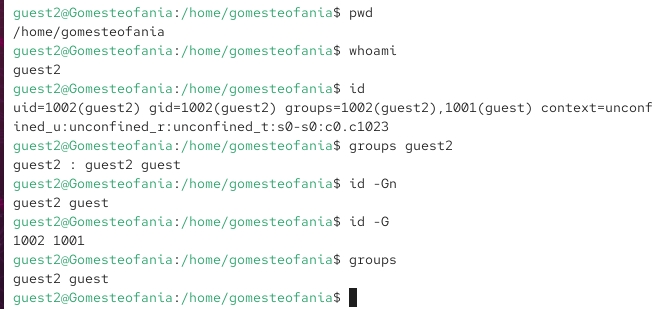 guest2@Gomesteofania:/home/gomesteofania$ pwd
/home/gomesteofania
guest2@Gomesteofania:/home/gomesteofania$ whoami
guest2
guest2@Gomesteofania:/home/gomesteofania$ id
uid=1002(guest2) gid=1002(guest2) groups=1002(guest2),1001(guest) context=unconf
ined_u:unconfined_r:unconfined_t:s0-s0:c0.c1023
guest2@Gomesteofania:/home/gomesteofania$ groups guest2
guest2 : guest2 guest
guest2@Gomesteofania:/home/gomesteofania$ id -Gn
guest2 guest
guest2@Gomesteofania:/home/gomesteofania$ id -G
1002 1001
guest2@Gomesteofania:/home/gomesteofania$ groups
guest2 guest
guest2@Gomesteofania:/home/gomesteofania$